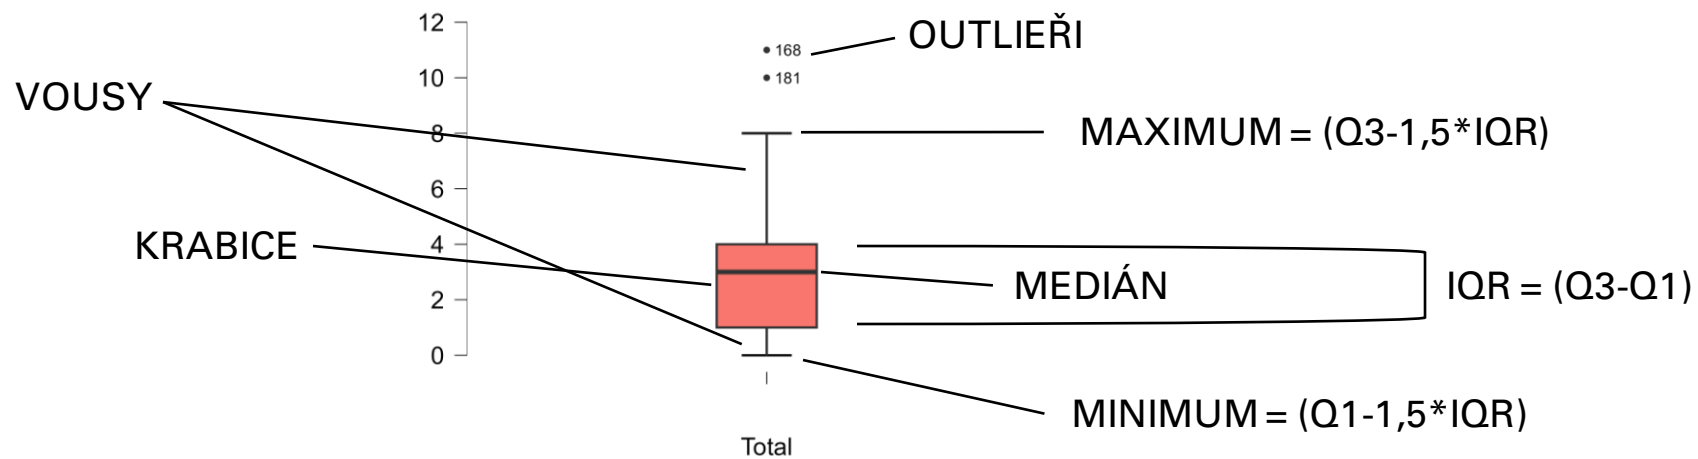 12
OUTLIEŘI
168
10
181
VOUSY
8
MAXIMUM = (Q3-1,5*IQR)
6
KRABICE
4
MEDIÁN
IQR = (Q3-Q1)
2
0
MINIMUM = (Q1-1,5*IQR)
Total